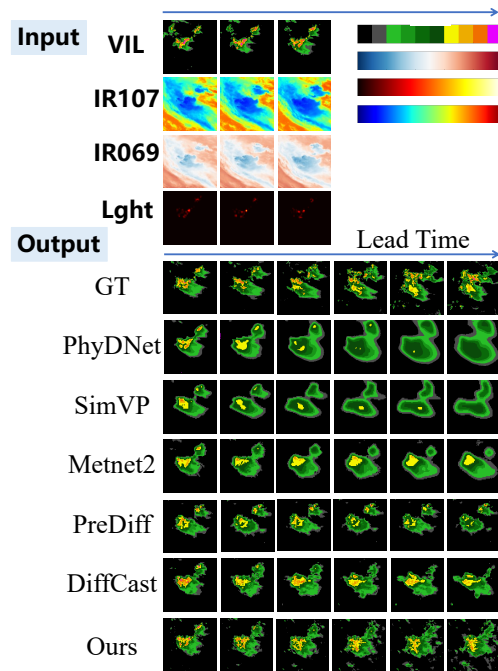 Input
VIL
IR107
IR069
Lght
Output
Lead Time
GT
PhyDNet
SimVP
Metnet2
PreDiff
DiffCast
Ours